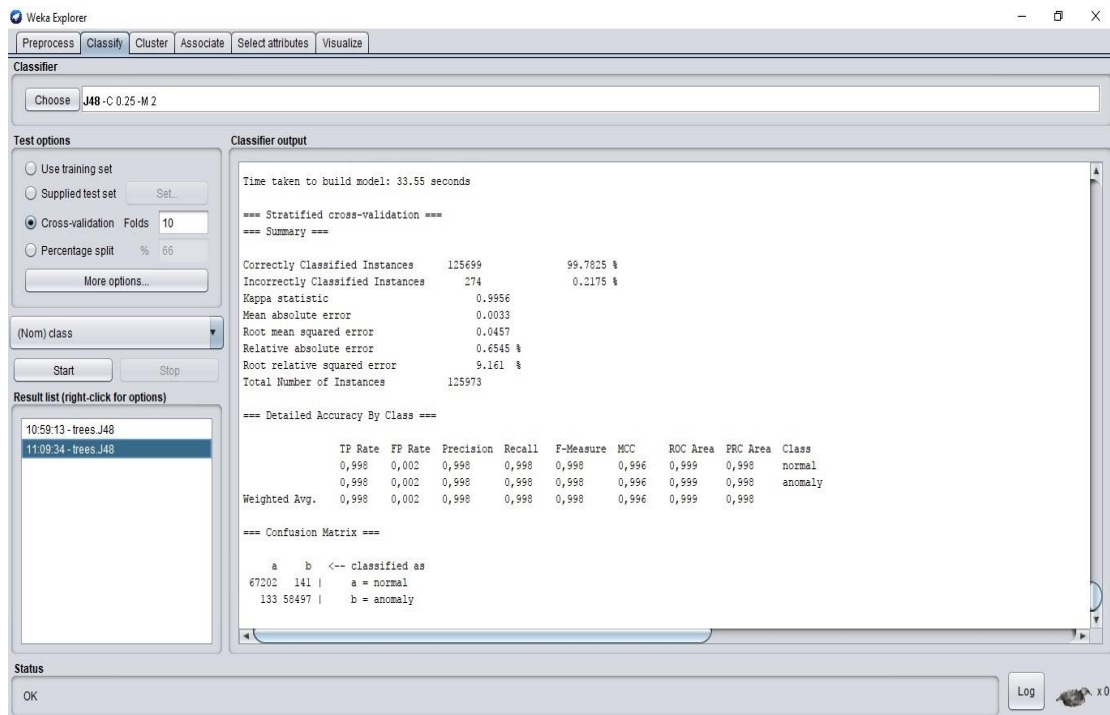 Weka Explorer
Preprocess Classify Cluster Associate Select attributes Visualize
Classifier
Choose J48 -C 0.25 -M 2
Test options
Use training set
Supplied test set Set...
Cross-validation Folds 10
Percentage split % 66
More options...
(Nom) class
Start Stop
Result list (right-click for options)
10:59:13 - trees.J48
11:09:34 - trees.J48
Classifier output
Time taken to build model: 33.55 seconds
=== Stratified cross-validation ===
=== Summary ===
Correctly Classified Instances 125699 99.7825 %
Incorrectly Classified Instances 274 0.2175 %
Kappa statistic 0.9956
Mean absolute error 0.0033
Root mean squared error 0.0457
Relative absolute error 0.6545 %
Root relative squared error 9.161 %
Total Number of Instances 125973
=== Detailed Accuracy By Class ===
TP Rate FP Rate Precision Recall F-Measure MCC ROC Area PRC Area Class
0,998 0,002 0,998 0,998 0,998 0,996 0,999 0,998 normal
0,998 0,002 0,998 0,998 0,998 0,996 0,999 0,998 anomaly
Weighted Avg. 0,998 0,002 0,998 0,998 0,998 0,996 0,999 0,998
=== Confusion Matrix ===
a b <-- classified as
67202 141 | a = normal
133 58497 | b = anomaly
Status
OK
Log
x 0